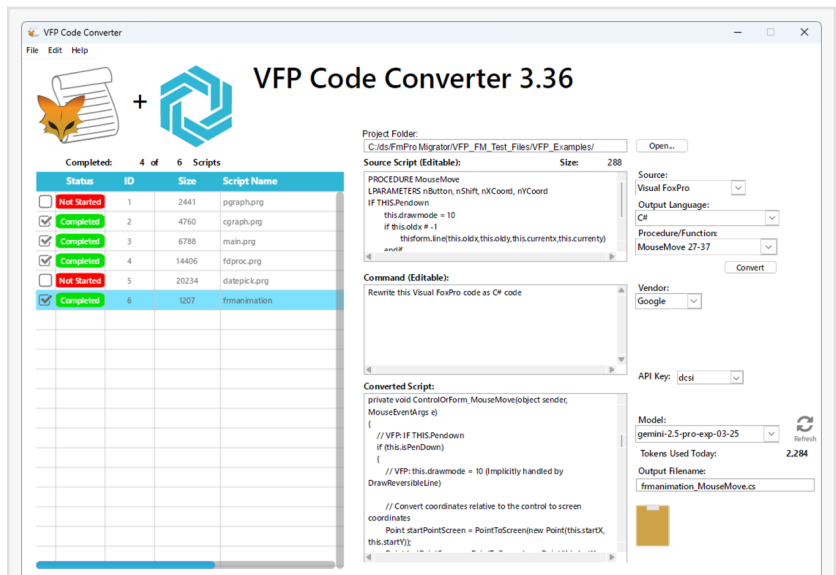 VFP Code Converter
File Edit Help
VFP Code Converter 3.36
+
Project Folder:
C:/ds/FmPro Migrator/VFP_FM_Test_Files/VFP_Examples/
Open...
Completed: 4 of 6 Scripts
Source Script (Editable): Size: 288
Status ID Size Script Name
Not Started 1 2441 pgraph.prg
Completed 2 4760 cgraph.prg
Completed 3 6788 main.prg
Completed 4 14406 fdproc.prg
Not Started 5 20234 datepick.prg
Completed 6 1207 frmanimation
PROCEDURE MouseMove
LPARAMETERS nButton, nShift, nXCoord, nYCoord
IF THIS.Pendown
this.drawmode = 10
if this.oldx # -1
thisform.line(this.oldx,this.oldy,this.currentx,this.currenty)
endif
Source:
Visual FoxPro
Output Language:
C#
Procedure/Function:
MouseMove 27-37
Convert
Command (Editable):
Rewrite this Visual FoxPro code as C# code
Vendor:
Google
API Key: dcsi
Converted Script:
private void ControlOrForm_MouseMove(object sender,
MouseEventArgs e)
{
// VFP: IF THIS.Pendown
if (this.isPenDown)
{
// VFP: this.drawmode = 10 (Implicitly handled by
DrawReversibleLine)
// Convert coordinates relative to the control to screen
coordinates
Point startPointScreen = PointToScreen(new Point(this.startX,
this.startY));
Model:
gemini-2.5-pro-exp-03-25
Refresh
Tokens Used Today: 2,284
Output Filename:
frmanimation_MouseMove.cs